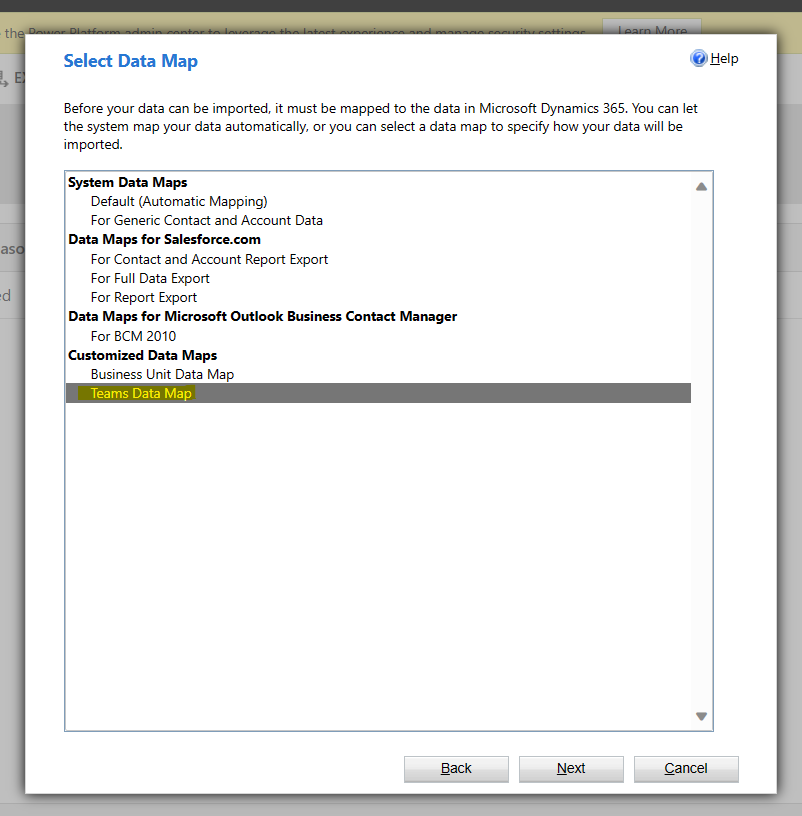 the Power Platform admin center to leverage the latest experience and manage security settings. Learn More
Select Data Map
Help
Before your data can be imported, it must be mapped to the data in Microsoft Dynamics 365. You can let
the system map your data automatically, or you can select a data map to specify how your data will be
imported.
System Data Maps
Default (Automatic Mapping)
For Generic Contact and Account Data
Data Maps for Salesforce.com
For Contact and Account Report Export
For Full Data Export
For Report Export
Data Maps for Microsoft Outlook Business Contact Manager
For BCM 2010
Customized Data Maps
Business Unit Data Map
Teams Data Map
Back Next Cancel